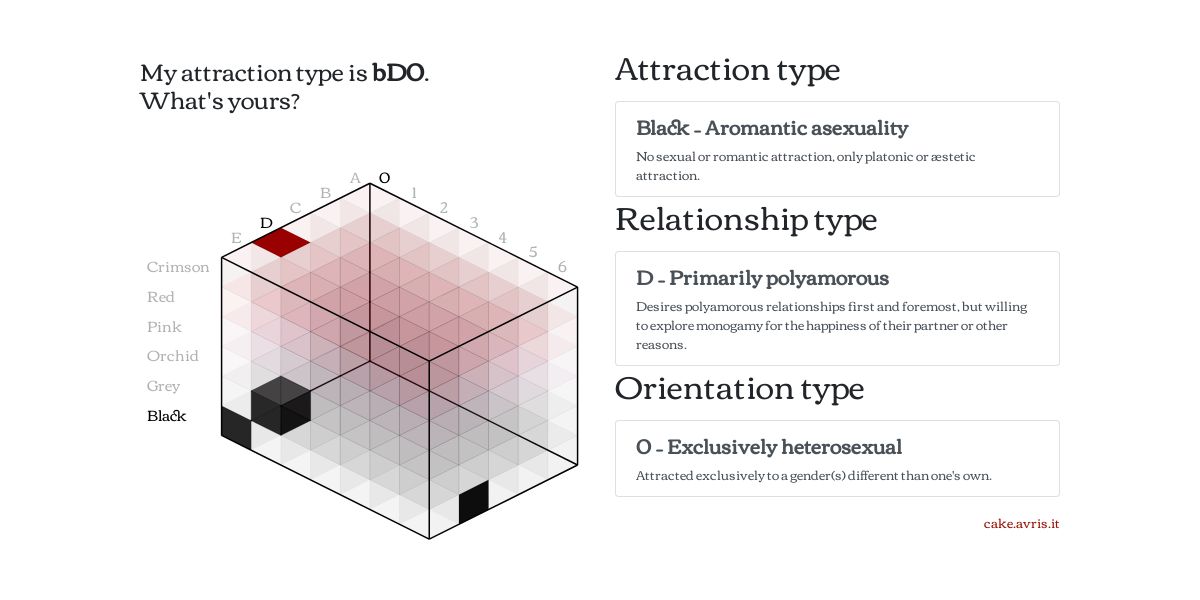 My attraction type is bDO.
What's yours?
A O
B 1
C 2
D 3
E 4
5
6
Crimson
Red
Pink
Orchid
Grey
Black
Attraction type
Black – Aromantic asexuality
No sexual or romantic attraction, only platonic or æstetic
attraction.
Relationship type
D – Primarily polyamorous
Desires polyamorous relationships first and foremost, but willing
to explore monogamy for the happiness of their partner or other
reasons.
Orientation type
O – Exclusively heterosexual
Attracted exclusively to a gender(s) different than one's own.
cake.avris.it